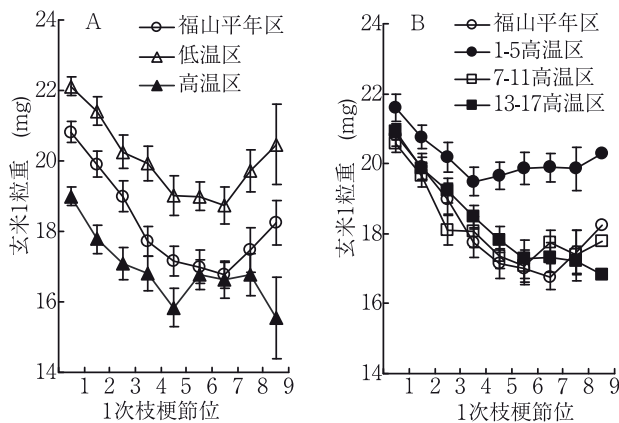 A
福山平年区
低温区
高温区
24
22
20
18
16
14
玄米1粒重 (mg)
1 2 3 4 5 6 7 8 9
1次枝梗節位
B
福山平年区
1-5高温区
7-11高温区
13-17高温区
24
22
20
18
16
14
玄米1粒重 (mg)
1 2 3 4 5 6 7 8 9
1次枝梗節位